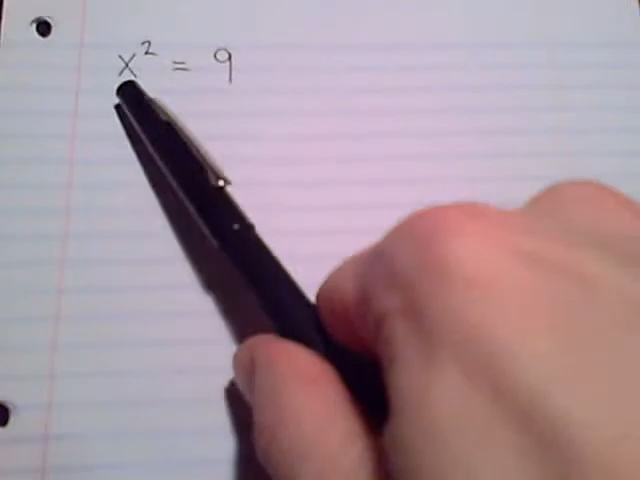 x² = 9